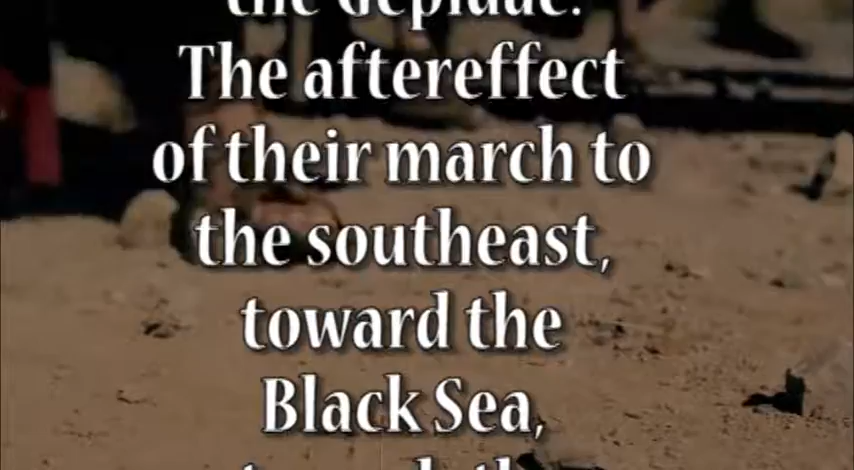 the Gepidae.
The aftereffect
of their march to
the southeast,
toward the
Black Sea,